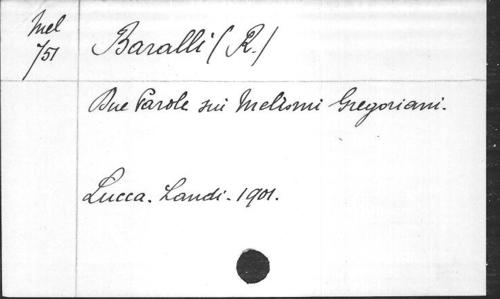 Mel
751
Baralli (R.)
Due Parole sui Melismi Gregoriani.
Lucca. Landi. 1901.